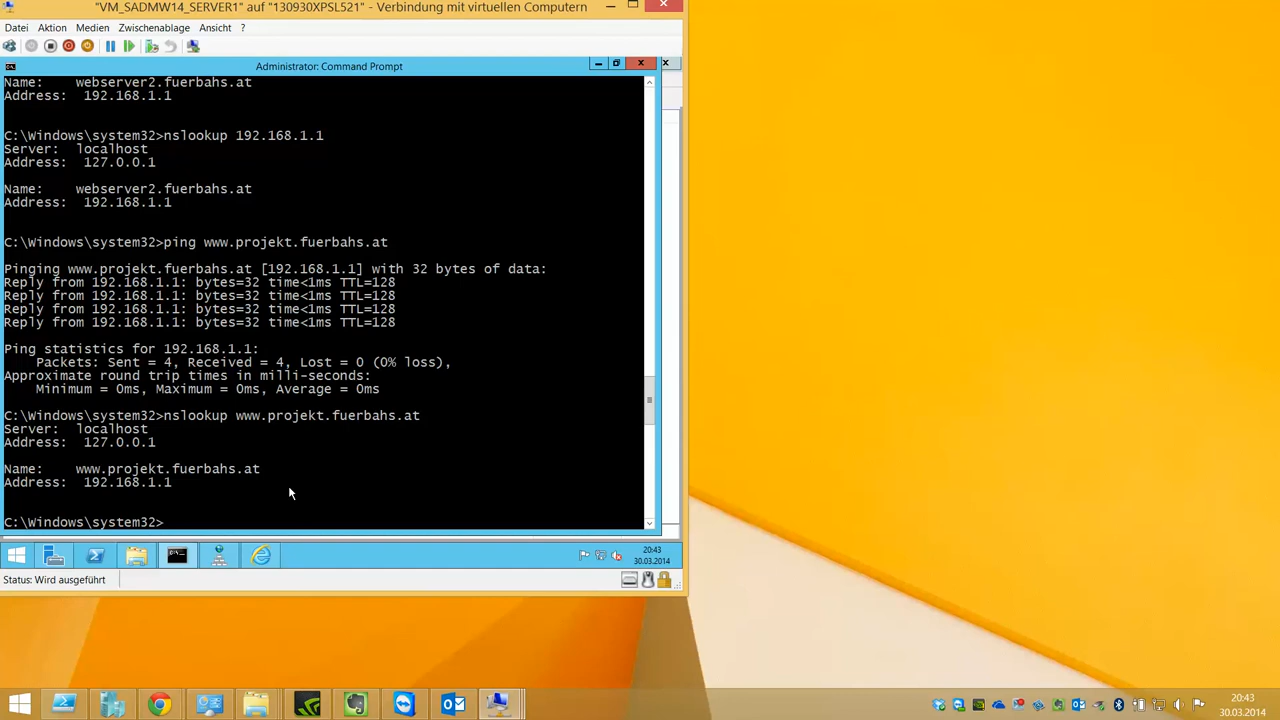 "VM_SADMW14_SERVER1" auf "130930XPSL521" - Verbindung mit virtuellen Computern
Datei Aktion Medien Zwischenablage Ansicht ?
Administrator: Command Prompt
Name: webserver2.fuerbahs.at
Address: 192.168.1.1
C:\Windows\system32>nslookup 192.168.1.1
Server: localhost
Address: 127.0.0.1
Name: webserver2.fuerbahs.at
Address: 192.168.1.1
C:\Windows\system32>ping www.projekt.fuerbahs.at
Pinging www.projekt.fuerbahs.at [192.168.1.1] with 32 bytes of data:
Reply from 192.168.1.1: bytes=32 time<1ms TTL=128
Reply from 192.168.1.1: bytes=32 time<1ms TTL=128
Reply from 192.168.1.1: bytes=32 time<1ms TTL=128
Reply from 192.168.1.1: bytes=32 time<1ms TTL=128
Ping statistics for 192.168.1.1:
Packets: Sent = 4, Received = 4, Lost = 0 (0% loss),
Approximate round trip times in milli-seconds:
Minimum = 0ms, Maximum = 0ms, Average = 0ms
C:\Windows\system32>nslookup www.projekt.fuerbahs.at
Server: localhost
Address: 127.0.0.1
Name: www.projekt.fuerbahs.at
Address: 192.168.1.1
C:\Windows\system32>
20:43
30.03.2014
Status: Wird ausgeführt
20:43
30.03.2014